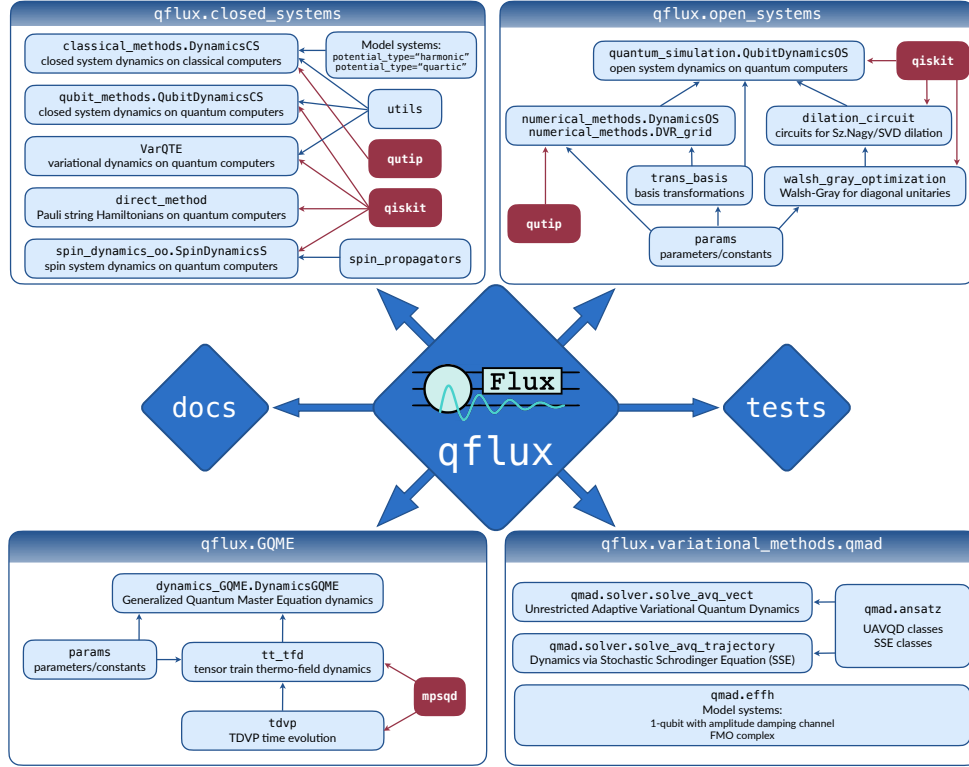 qflux.closed_systems
classical_methods.DynamicsCS
closed system dynamics on classical computers
Model systems:
potential_type=“harmonic”
potential_type=“quartic”
qubit_methods.QubitDynamicsCS
closed system dynamics on quantum computers
utils
VarQTE
variational dynamics on quantum computers
qutip
direct_method
Pauli string Hamiltonians on quantum computers
qiskit
spin_dynamics_oo.SpinDynamicsS
spin system dynamics on quantum computers
spin_propagators
qflux.open_systems
quantum_simulation.QubitDynamicsOS
open system dynamics on quantum computers
qiskit
numerical_methods.DynamicsOS
numerical_methods.DVR_grid
dilation_circuit
circuits for Sz.Nagy/SVD dilation
trans_basis
basis transformations
walsh_gray_optimization
Walsh-Gray for diagonal unitaries
qutip
params
parameters/constants
docs
Flux
qflux
tests
qflux.GQME
dynamics_GQME.DynamicsGQME
Generalized Quantum Master Equation dynamics
params
parameters/constants
tt_tfd
tensor train thermo-field dynamics
mpsqd
tdvp
TDVP time evolution
qflux.variational_methods.qmad
qmad.solver.solve_avq_vect
Unrestricted Adaptive Variational Quantum Dynamics
qmad.ansatz
UAVQD classes
SSE classes
qmad.solver.solve_avq_trajectory
Dynamics via Stochastic Schrodinger Equation (SSE)
qmad.effh
Model systems:
1-qubit with amplitude damping channel
FMO complex